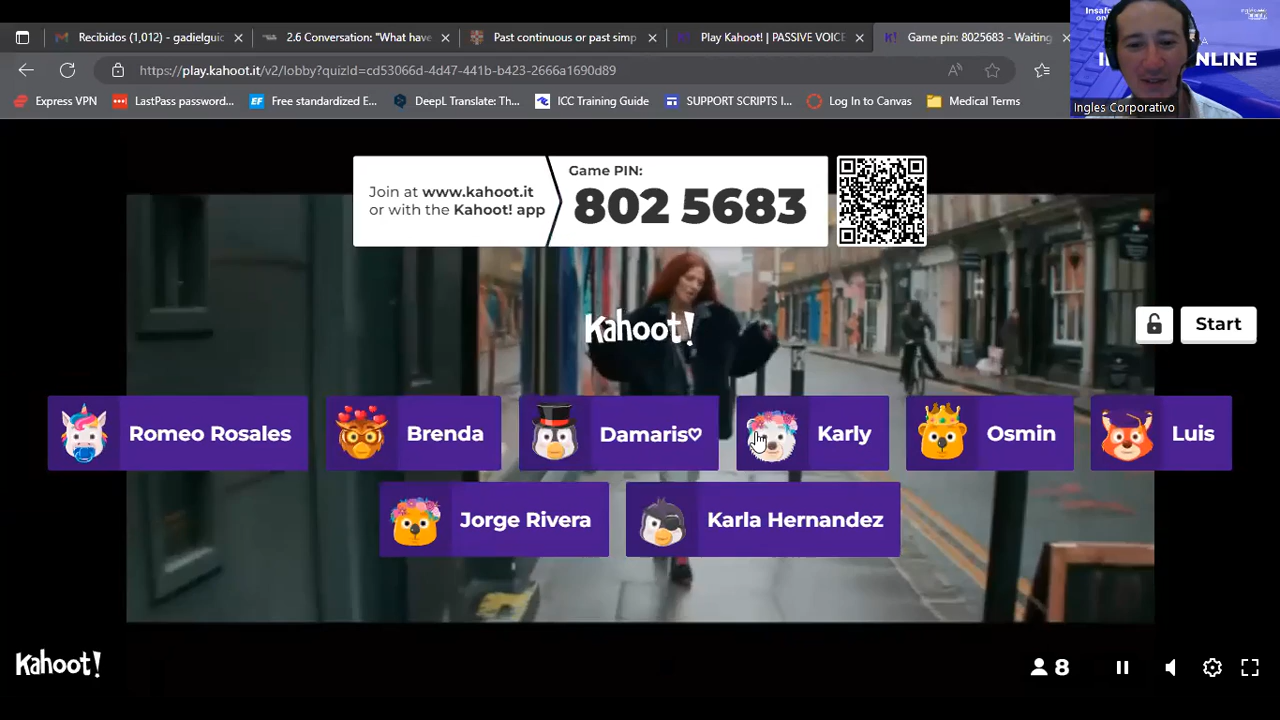 Recibidos (1,012) - gadielguic
2.6 Conversation: "What have
Past continuous or past simp
Play Kahoot! | PASSIVE VOICE
Game pin: 8025683 - Waiting
https://play.kahoot.it/v2/lobby?quizId=cd53066d-4d47-441b-b423-2666a1690d89
Express VPN
LastPass password...
Free standardized E...
DeepL Translate: Th...
ICC Training Guide
SUPPORT SCRIPTS I...
Log In to Canvas
Medical Terms
ONLINE
Ingles Corporativo
Join at www.kahoot.it
or with the Kahoot! app
Game PIN:
802 5683
Kahoot!
Start
Romeo Rosales
Brenda
Damaris♡
Karly
Osmin
Luis
Jorge Rivera
Karla Hernandez
Kahoot!
8